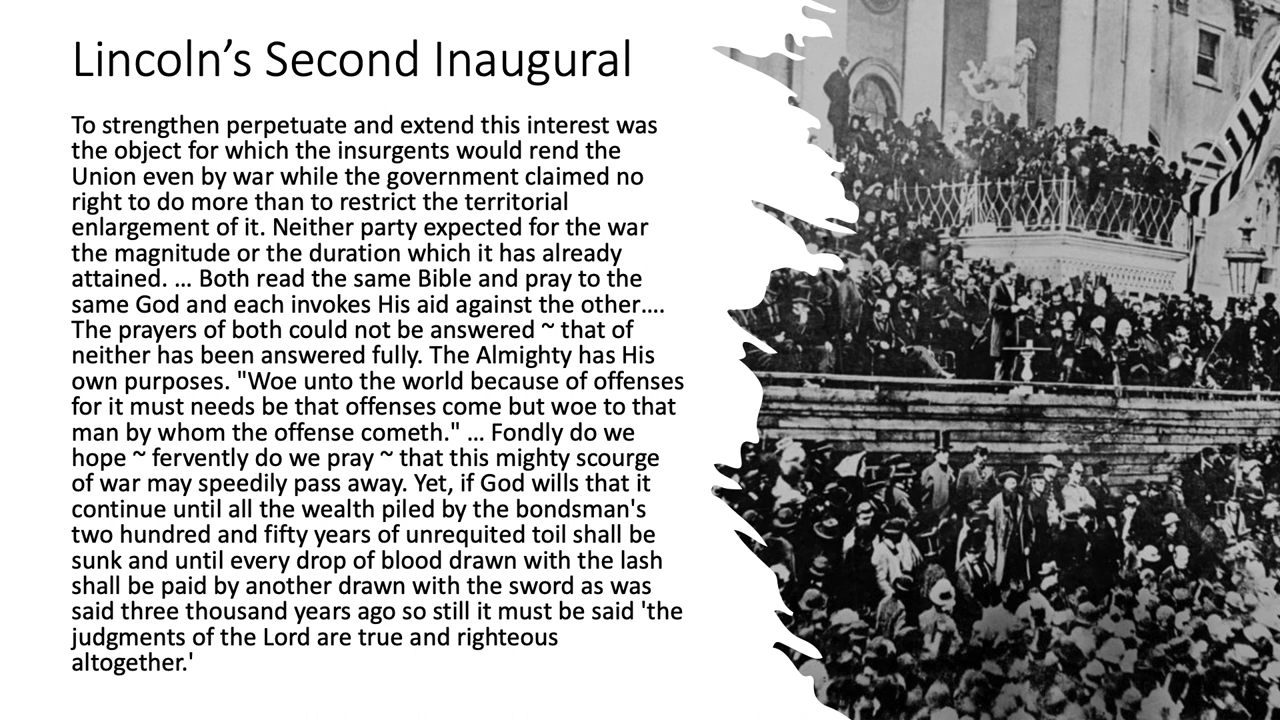 Lincoln’s Second Inaugural
To strengthen perpetuate and extend this interest was
the object for which the insurgents would rend the
Union even by war while the government claimed no
right to do more than to restrict the territorial
enlargement of it. Neither party expected for the war
the magnitude or the duration which it has already
attained. ... Both read the same Bible and pray to the
same God and each invokes His aid against the other....
The prayers of both could not be answered ~ that of
neither has been answered fully. The Almighty has His
own purposes. "Woe unto the world because of offenses
for it must needs be that offenses come but woe to that
man by whom the offense cometh." ... Fondly do we
hope ~ fervently do we pray ~ that this mighty scourge
of war may speedily pass away. Yet, if God wills that it
continue until all the wealth piled by the bondsman's
two hundred and fifty years of unrequited toil shall be
sunk and until every drop of blood drawn with the lash
shall be paid by another drawn with the sword as was
said three thousand years ago so still it must be said 'the
judgments of the Lord are true and righteous
altogether.'